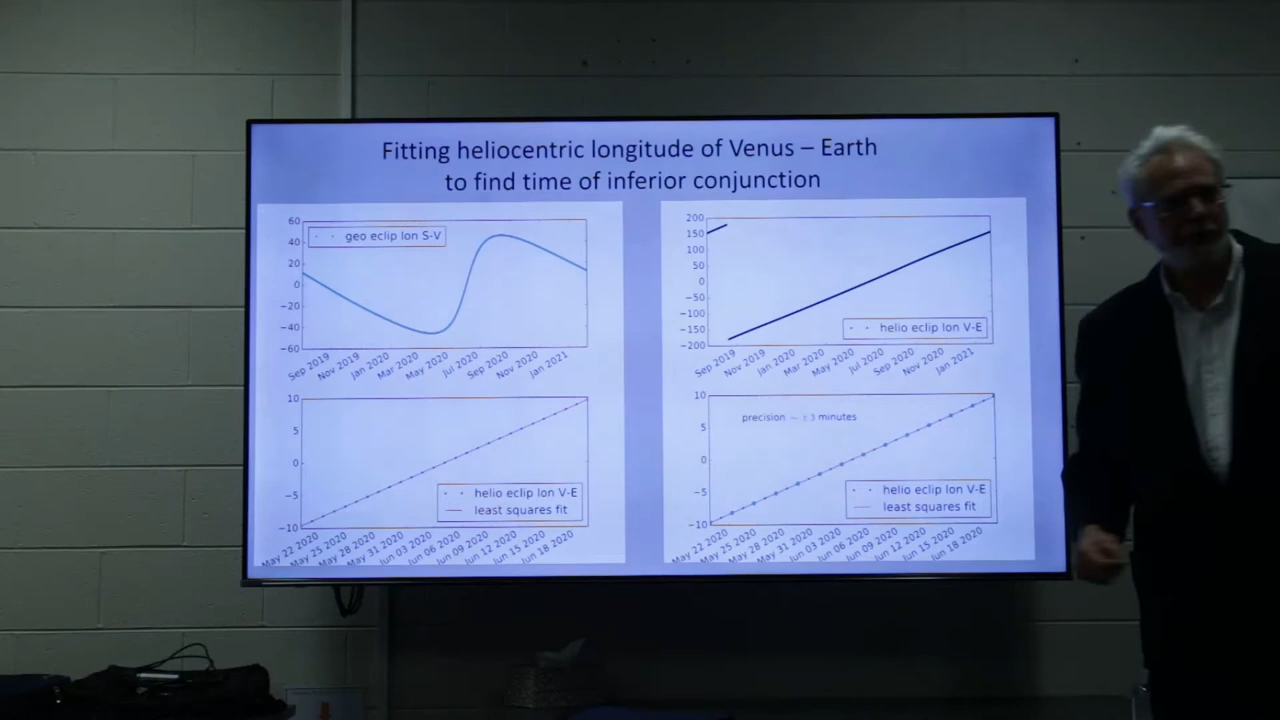 Fitting heliocentric longitude of Venus – Earth
to find time of inferior conjunction
60
40
20
0
−20
−40
−60
geo eclip lon S-V
Sep 2019
Nov 2019
Jan 2020
Mar 2020
May 2020
Jul 2020
Sep 2020
Nov 2020
Jan 2021
200
150
100
50
0
−50
−100
−150
−200
helio eclip lon V-E
Sep 2019
Nov 2019
Jan 2020
Mar 2020
May 2020
Jul 2020
Sep 2020
Nov 2020
Jan 2021
10
5
0
−5
−10
helio eclip lon V-E
least squares fit
May 22 2020
May 25 2020
May 28 2020
May 31 2020
Jun 03 2020
Jun 06 2020
Jun 09 2020
Jun 12 2020
Jun 15 2020
Jun 18 2020
10
5
0
−5
−10
precision ~ ±3 minutes
helio eclip lon V-E
least squares fit
May 22 2020
May 25 2020
May 28 2020
May 31 2020
Jun 03 2020
Jun 06 2020
Jun 09 2020
Jun 12 2020
Jun 15 2020
Jun 18 2020